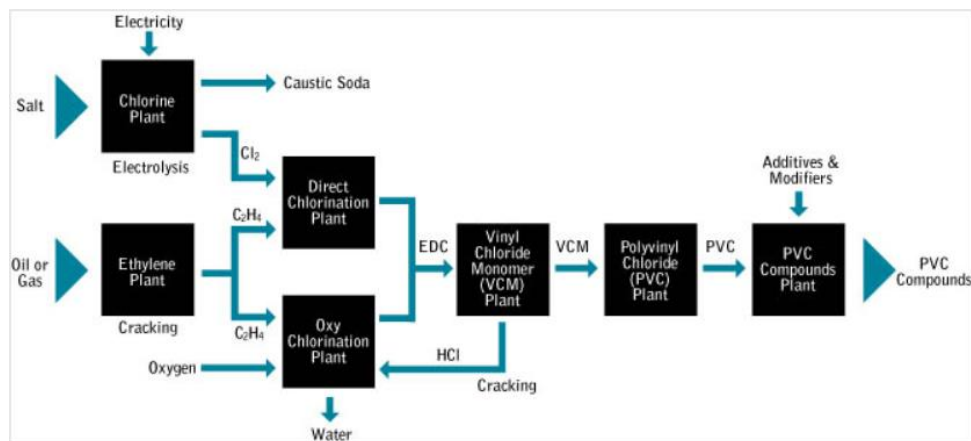 Electricity
Salt
Chlorine
Plant
Caustic Soda
Electrolysis
Cl₂
Direct
Chlorination
Plant
C₂H₄
Oil or
Gas
Ethylene
Plant
Cracking
C₂H₄
Oxy
Chlorination
Plant
Oxygen
Water
EDC
Vinyl
Chloride
Monomer
(VCM)
Plant
HCl
Cracking
VCM
Polyvinyl
Chloride
(PVC)
Plant
PVC
Additives &
Modifiers
PVC
Compounds
Plant
PVC
Compounds